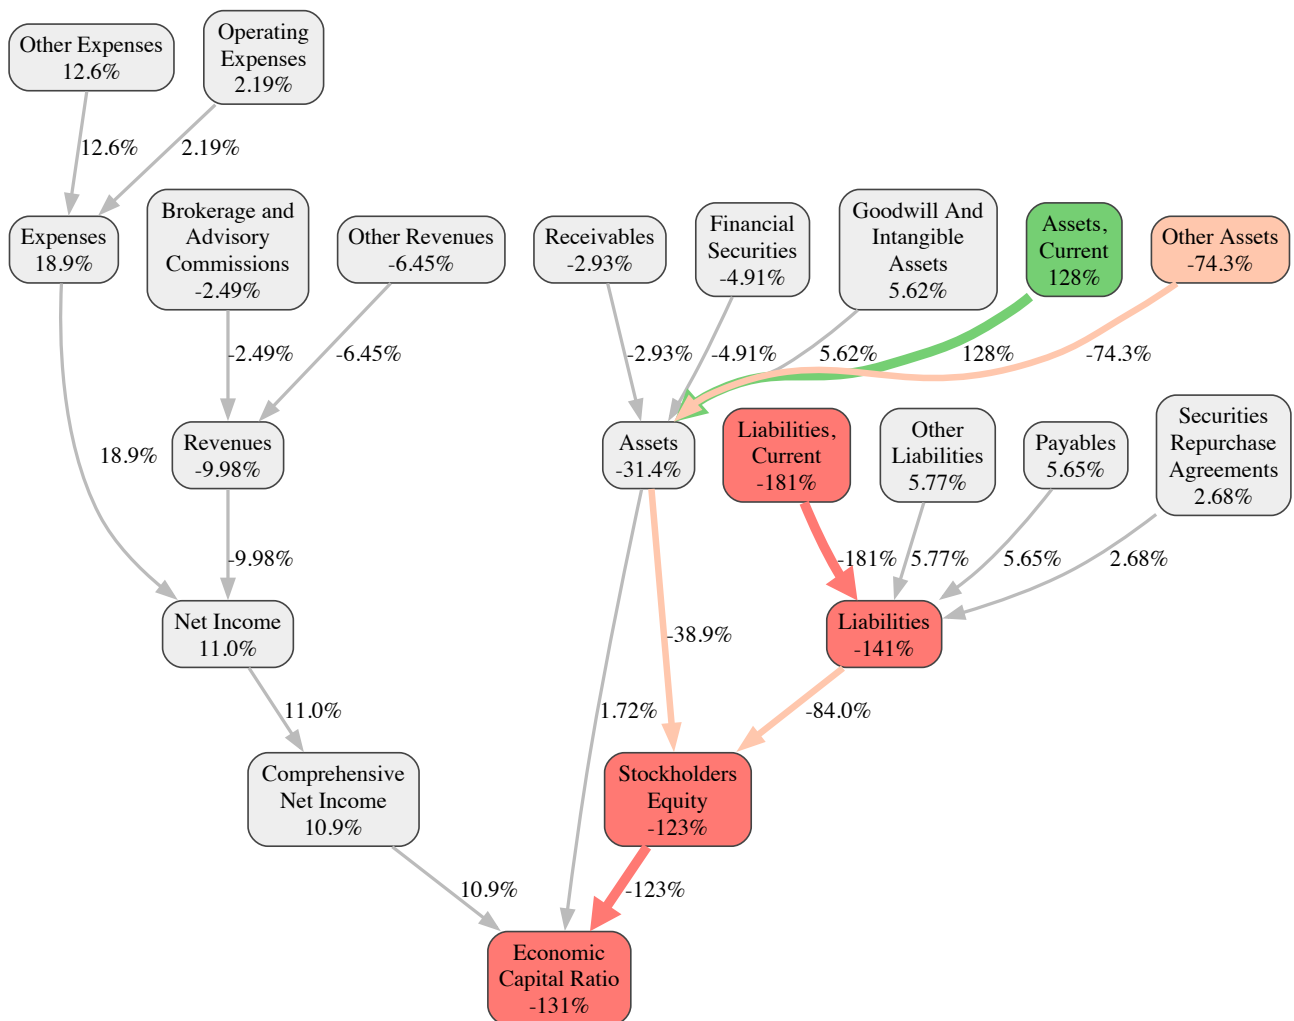 Other Expenses
12.6%
Operating
Expenses
2.19%
12.6%
2.19%
Expenses
18.9%
Brokerage and
Advisory
Commissions
-2.49%
Other Revenues
-6.45%
Receivables
-2.93%
Financial
Securities
-4.91%
Goodwill And
Intangible
Assets
5.62%
Assets,
Current
128%
Other Assets
-74.3%
-2.49%
-6.45%
-2.93%
-4.91%
5.62%
128%
-74.3%
18.9%
Revenues
-9.98%
Assets
-31.4%
Liabilities,
Current
-181%
Other
Liabilities
5.77%
Payables
5.65%
Securities
Repurchase
Agreements
2.68%
-9.98%
-181%
5.77%
5.65%
2.68%
Net Income
11.0%
-38.9%
Liabilities
-141%
11.0%
1.72%
-84.0%
Comprehensive
Net Income
10.9%
Stockholders
Equity
-123%
10.9%
-123%
Economic
Capital Ratio
-131%